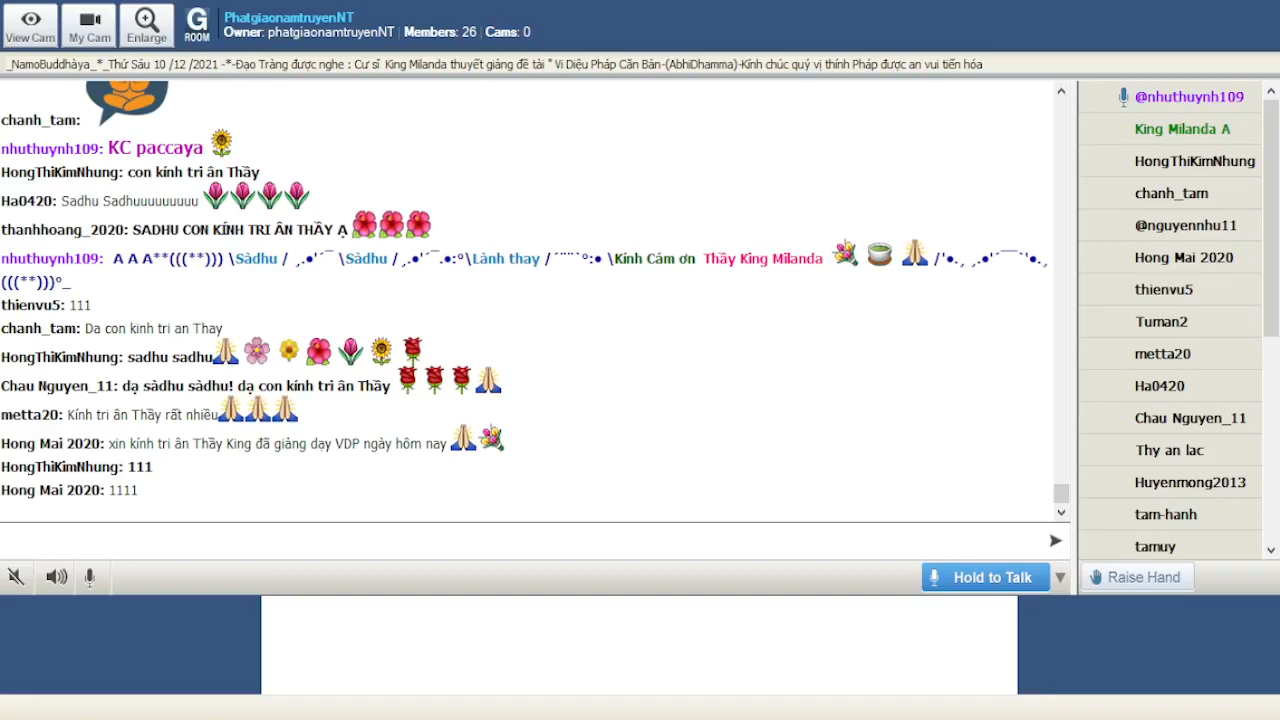 View Cam
My Cam
Enlarge
G
ROOM
PhatgiaonamtruyenNT
Owner: phatgiaonamtruyenNT | Members: 26 | Cams: 0
_NamoBuddhàya_*_Thứ Sáu 10 /12 /2021 -*-Đạo Tràng được nghe : Cư sĩ King Milanda thuyết giảng đề tài " Vi Diệu Pháp Căn Bản-(AbhiDhamma)-Kính chúc quý vị thính Pháp được an vui tiến hóa
chanh_tam:
nhuthuynh109: KC paccaya
HongThiKimNhung: con kính tri ân Thầy
Ha0420: Sadhu Sadhuuuuuuuuu
thanhhoang_2020: SADHU CON KÍNH TRI ÂN THẦY Ạ
nhuthuynh109: A A A**(((**))) \Sàdhu / ¸.●'´¯ \Sàdhu / ¸.●'´¯.●:º\Lành thay /´¨¨`º:● \Kính Cám ơn Thầy King Milanda /'●.¸ ¸.●'´¯¯`'●.¸
(((**)))º_
thienvu5: 111
chanh_tam: Da con kinh tri an Thay
HongThiKimNhung: sadhu sadhu
Chau Nguyen_11: dạ sàdhu sàdhu! dạ con kính tri ân Thầy
metta20: Kính tri ân Thầy rất nhiều
Hong Mai 2020: xin kính tri ân Thầy King đã giảng dạy VDP ngày hôm nay
HongThiKimNhung: 111
Hong Mai 2020: 1111
@nhuthuynh109
King Milanda A
HongThiKimNhung
chanh_tam
@nguyennhu11
Hong Mai 2020
thienvu5
Tuman2
metta20
Ha0420
Chau Nguyen_11
Thy an lac
Huyenmong2013
tam-hanh
tamuy
Hold to Talk
Raise Hand